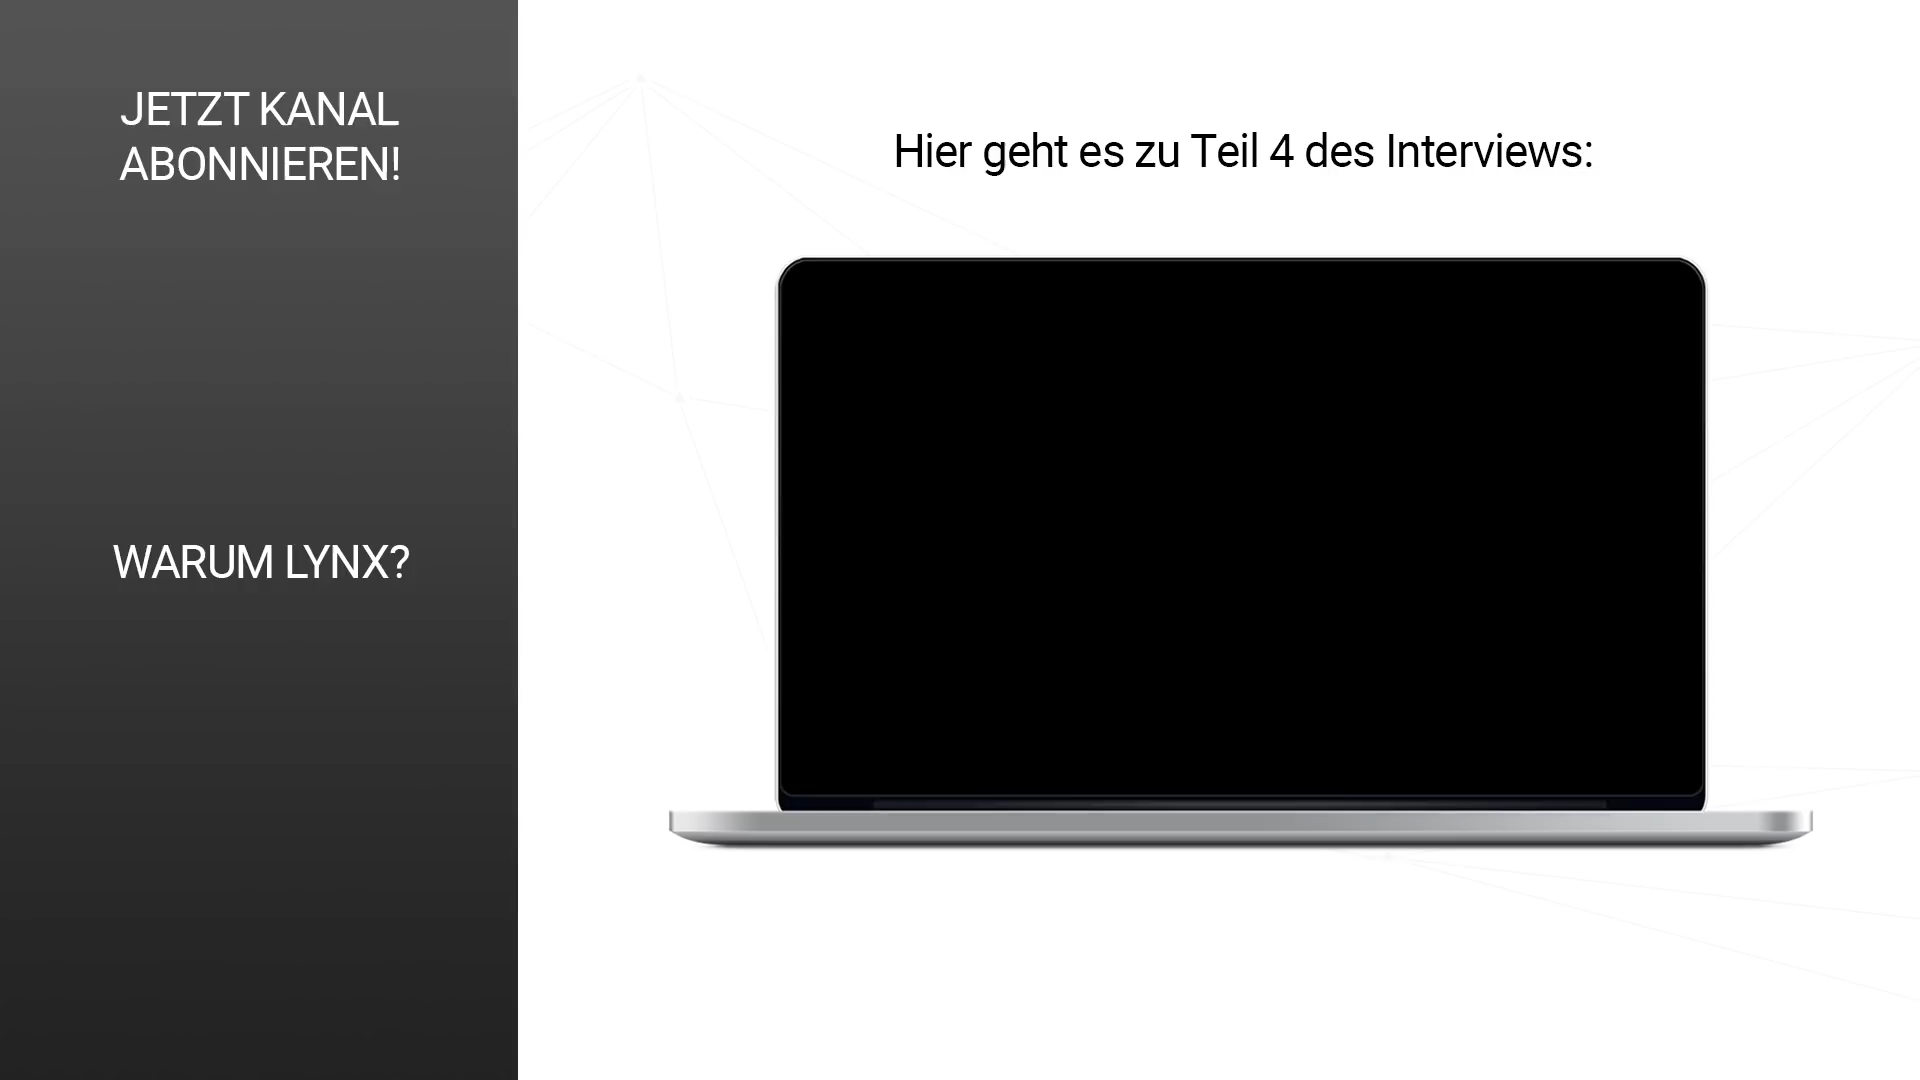 JETZT KANAL
ABONNIEREN!
WARUM LYNX?
Hier geht es zu Teil 4 des Interviews: